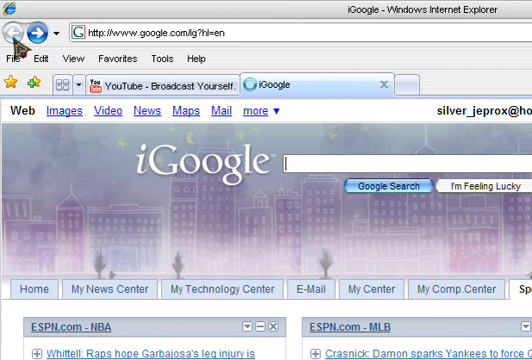 iGoogle - Windows Internet Explorer
http://www.google.com/ig?hl=en
File Edit View Favorites Tools Help
YouTube - Broadcast Yourself. iGoogle
Web Images Video News Maps Mail more ▼ silver_jeprox@ho
iGoogle™
Google Search I'm Feeling Lucky
Home My News Center My Technology Center E-Mail My Center My Comp.Center Sp
ESPN.com - NBA ESPN.com - MLB
Whittell: Raps hope Garbajosa's leg injury is Crasnick: Damon sparks Yankees to force